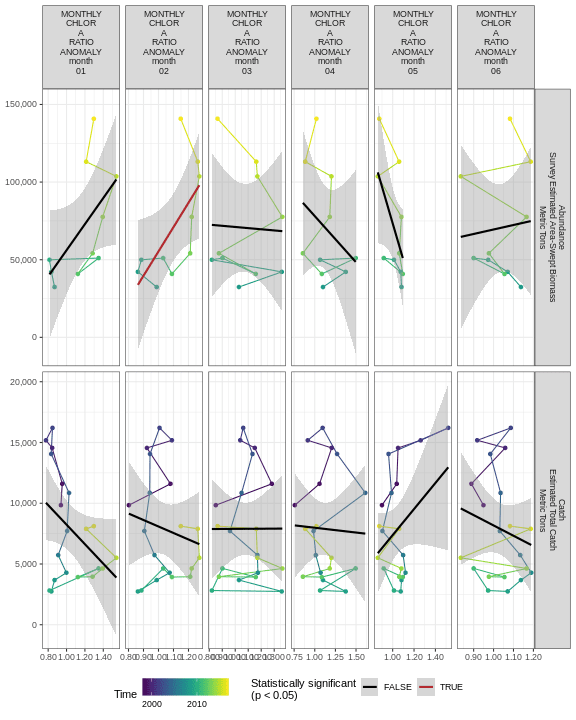 MONTHLY MONTHLY MONTHLY MONTHLY MONTHLY MONTHLY
CHLOR CHLOR CHLOR CHLOR CHLOR CHLOR
A A A A A A
RATIO RATIO RATIO RATIO RATIO RATIO
ANOMALY ANOMALY ANOMALY ANOMALY ANOMALY ANOMALY
month month month month month month
01 02 03 04 05 06
150,000
100,000
50,000
0
Abundance
Survey Estimated Area-Swept Biomass
Metric Tons
20,000
15,000
10,000
5,000
0
Catch
Estimated Total Catch
Metric Tons
0.80 1.00 1.20 1.40 0.80 0.90 1.00 1.10 1.20 0.75 1.00 1.25 1.50 1.00 1.20 1.40 0.90 1.00 1.10 1.20
Time
2000 2010
Statistically significant
(p < 0.05)
FALSE TRUE